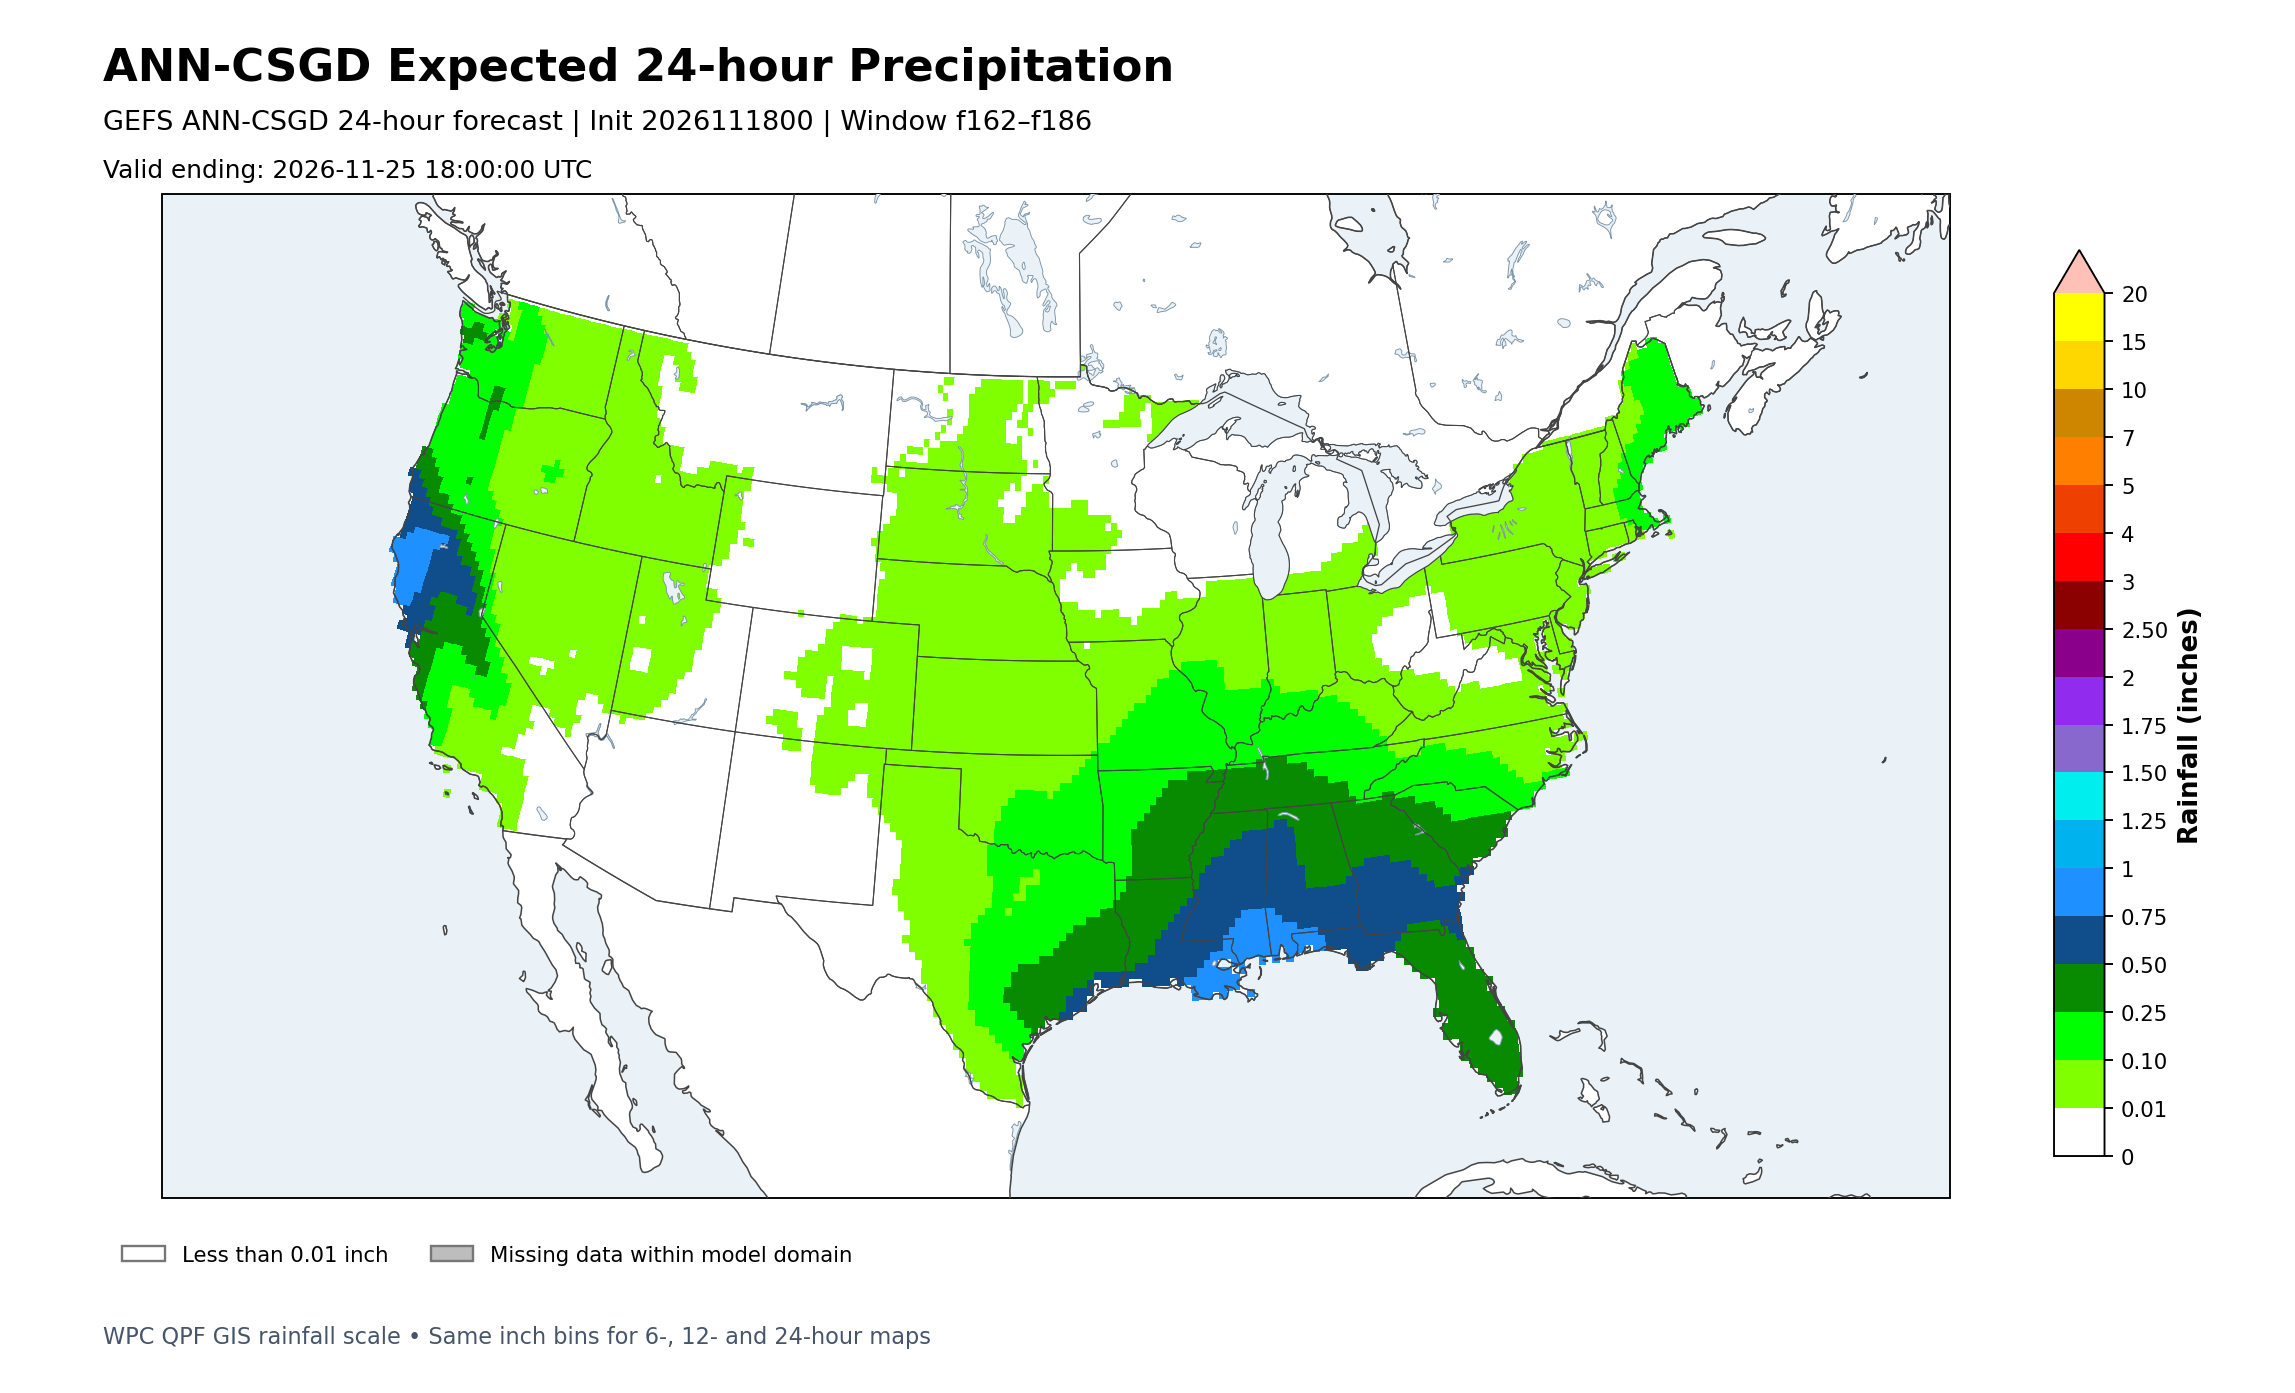 ANN-CSGD Expected 24-hour Precipitation
GEFS ANN-CSGD 24-hour forecast | Init 2026111800 | Window f162–f186
Valid ending: 2026-11-25 18:00:00 UTC
20
15
10
7
5
4
3
2.50
2
1.75
1.50
1.25
1
0.75
0.50
0.25
0.10
0.01
0
Rainfall (inches)
Less than 0.01 inch
Missing data within model domain
WPC QPF GIS rainfall scale • Same inch bins for 6-, 12- and 24-hour maps